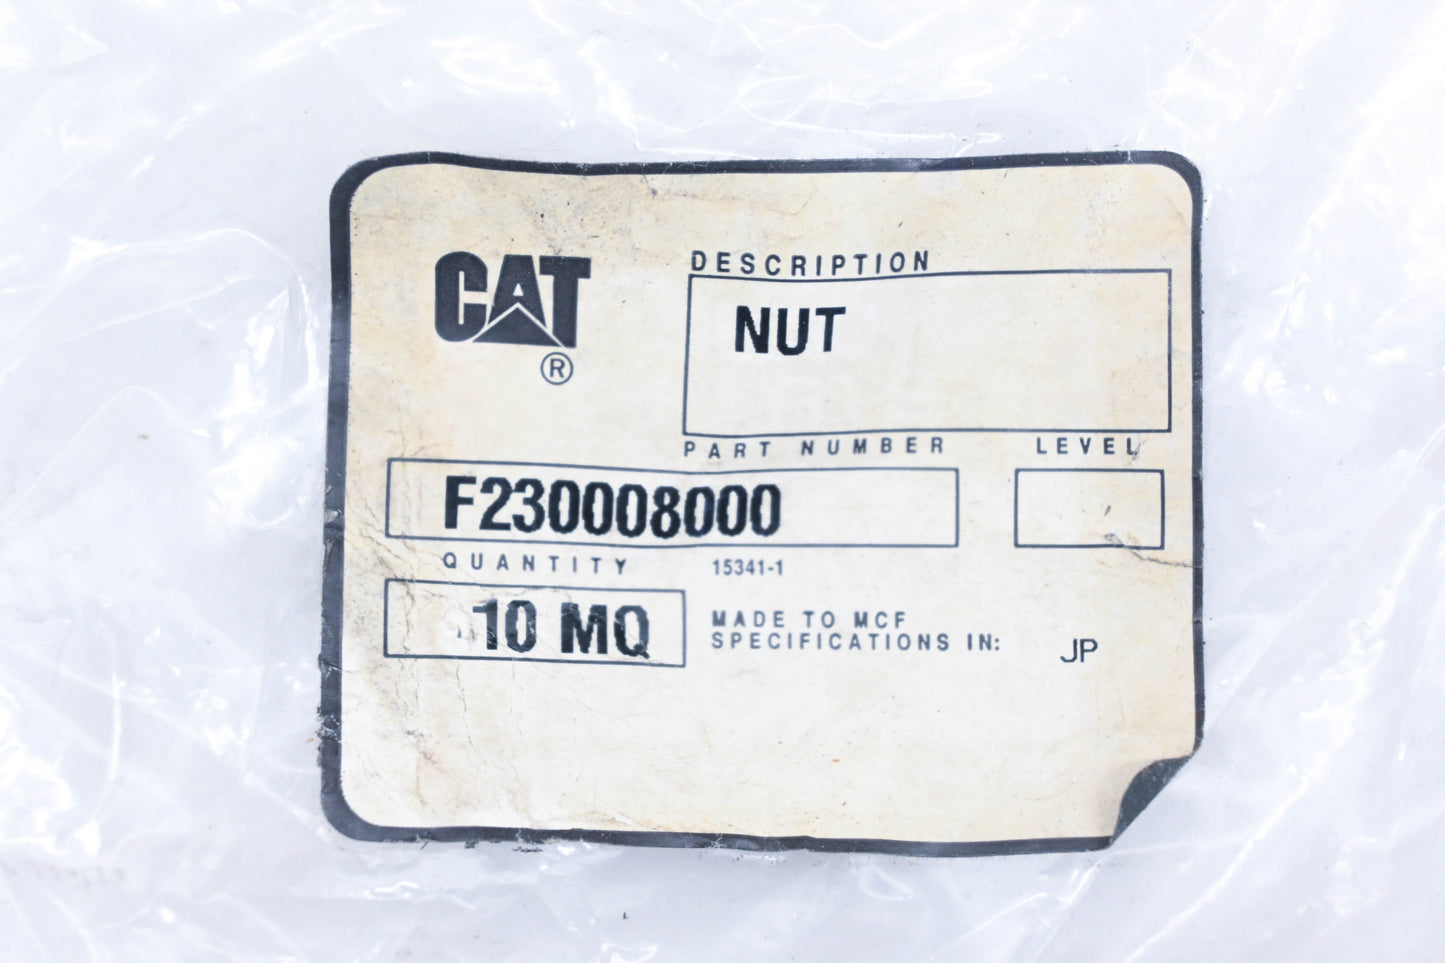 CAT
®
DESCRIPTION
NUT
PART NUMBER LEVEL
F230008000
QUANTITY 15341-1
10 MQ
MADE TO MCF
SPECIFICATIONS IN: JP